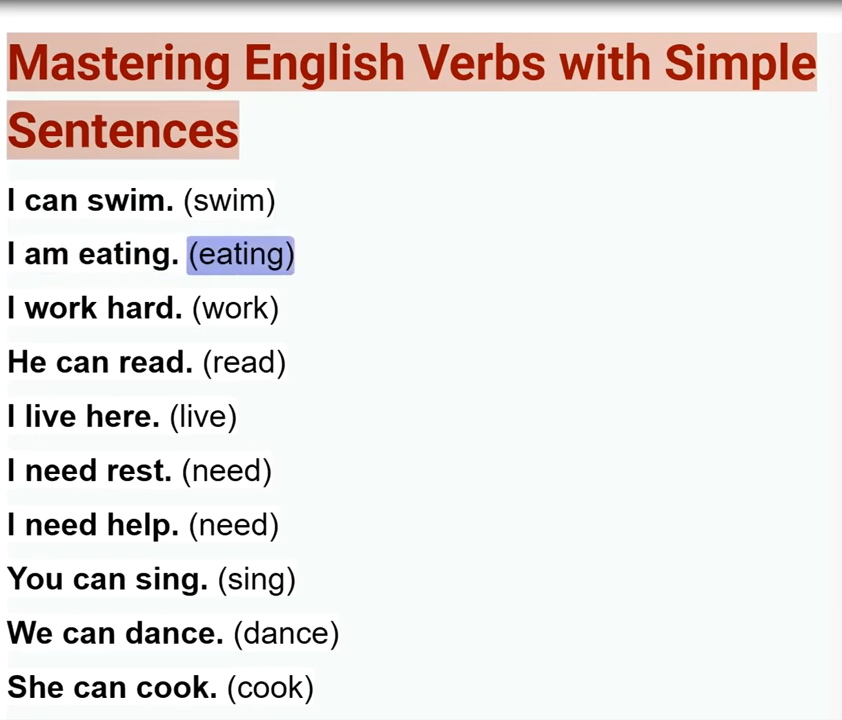 Mastering English Verbs with Simple
Sentences
I can swim. (swim)
I am eating. (eating)
I work hard. (work)
He can read. (read)
I live here. (live)
I need rest. (need)
I need help. (need)
You can sing. (sing)
We can dance. (dance)
She can cook. (cook)